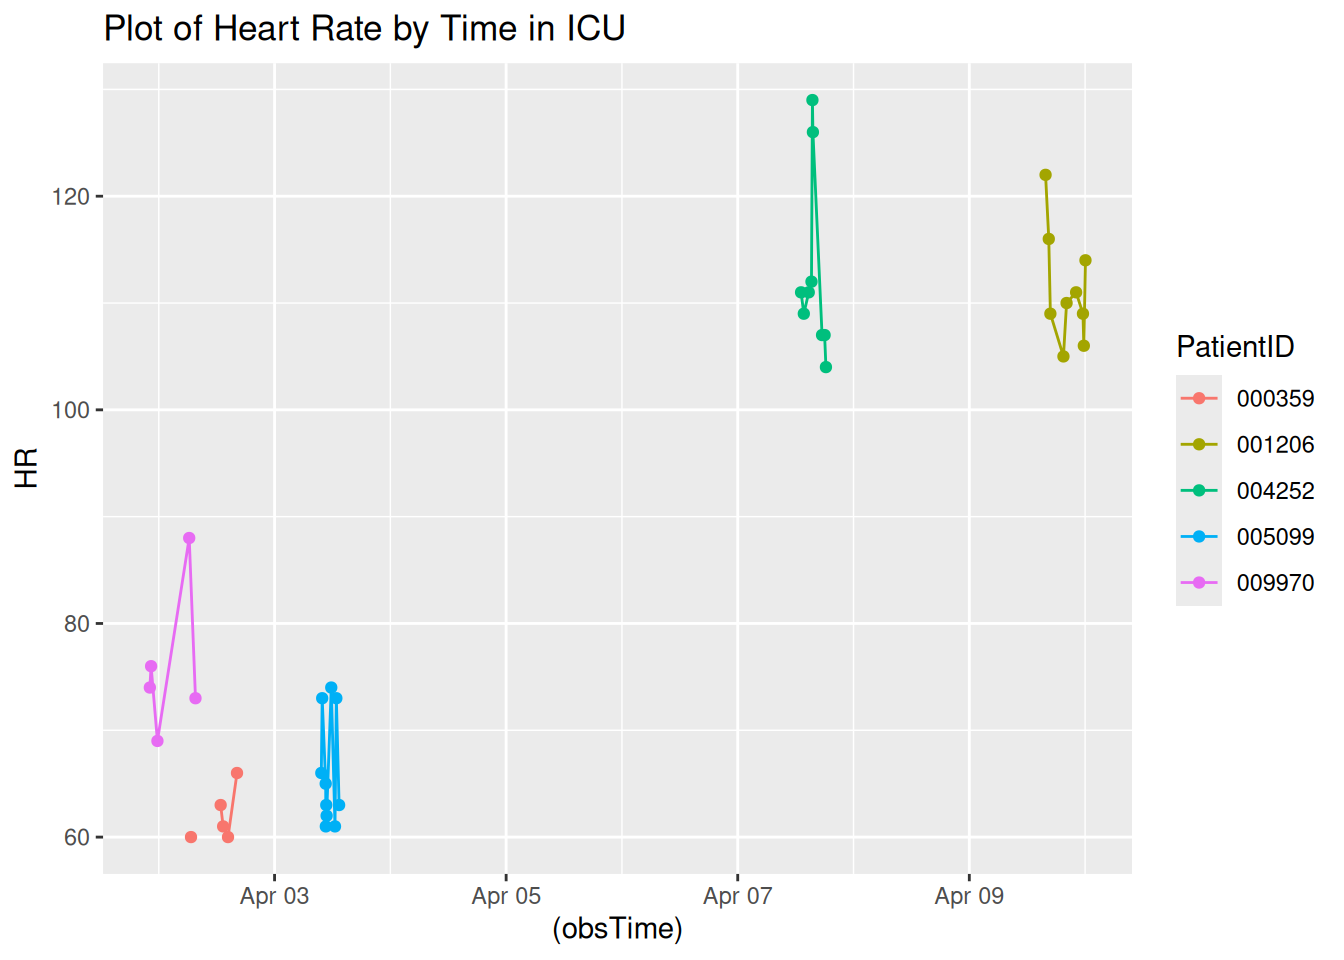 Plot of Heart Rate by Time in ICU
120
100
80
60
HR
Apr 03
Apr 05
Apr 07
Apr 09
(obsTime)
PatientID
000359
001206
004252
005099
009970